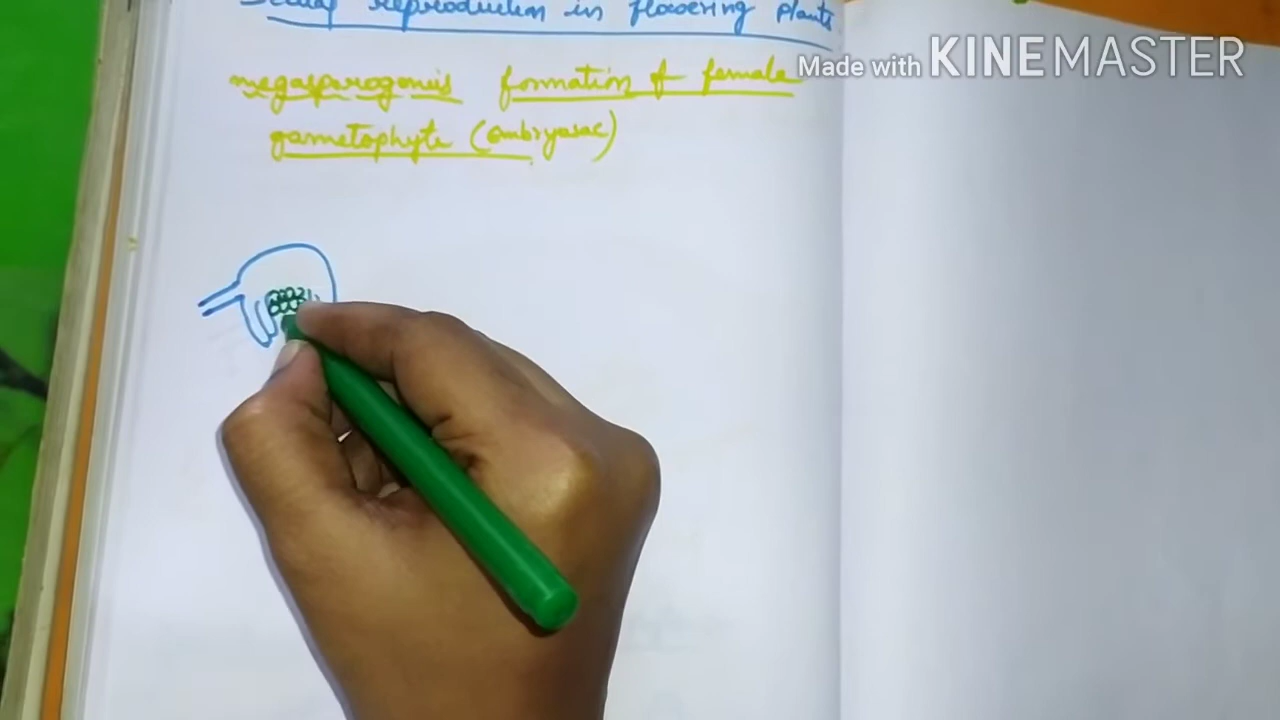 Sexual reproduction in flowering plants
Made with KINEMASTER
megasporogenesis formation of female
gametophyte (embryosac)